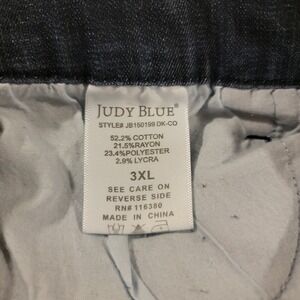 JUDY BLUE®
STYLE# JB150199 DK-CO
52.2% COTTON
21.5%RAYON
23.4%POLYESTER
2.9% LYCRA
3XL
SEE CARE ON
REVERSE SIDE
RN# 116380
MADE IN CHINA